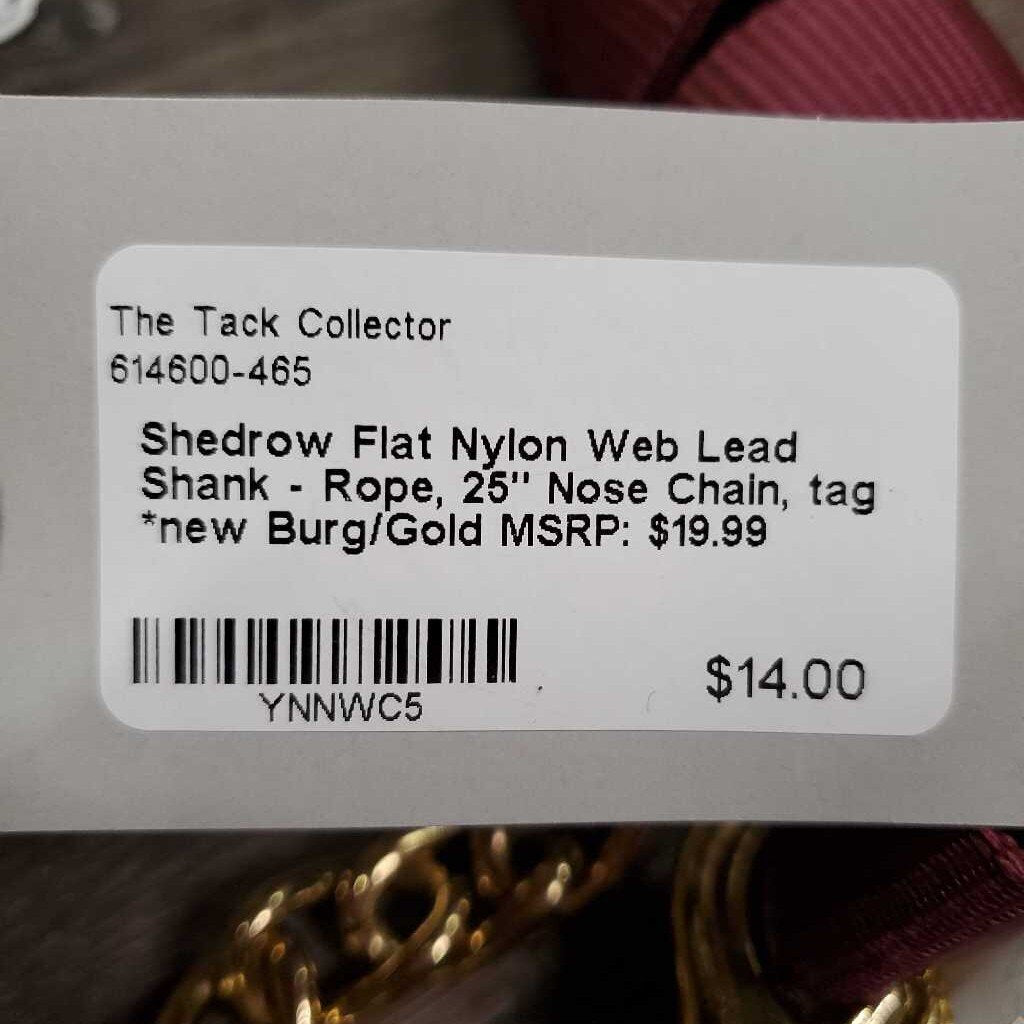 The Tack Collector
614600-465
Shedrow Flat Nylon Web Lead
Shank - Rope, 25" Nose Chain, tag
*new Burg/Gold MSRP: $19.99
YNNWC5
$14.00